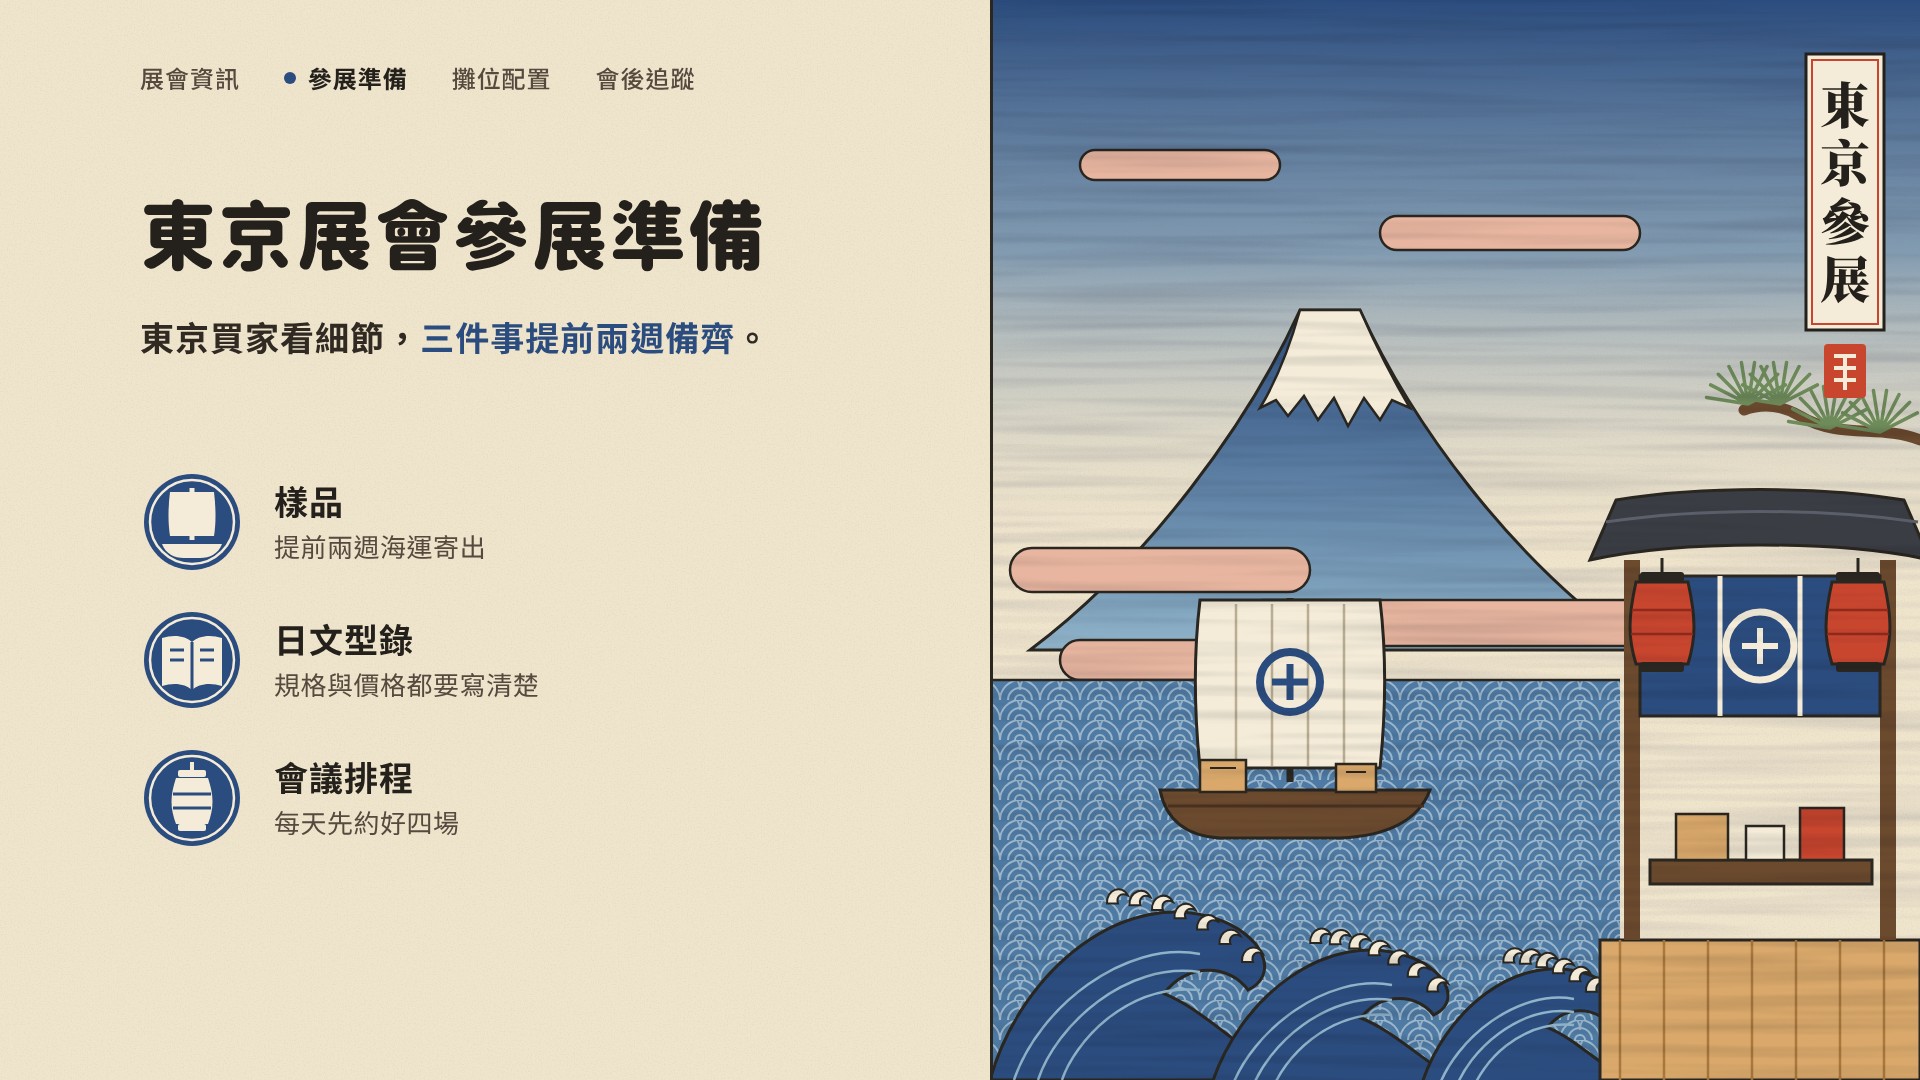 展會資訊
參展準備
攤位配置
會後追蹤
東京展會參展準備
東京買家看細節，三件事提前兩週備齊。
樣品
提前兩週海運寄出
日文型錄
規格與價格都要寫清楚
會議排程
每天先約好四場
東京參展